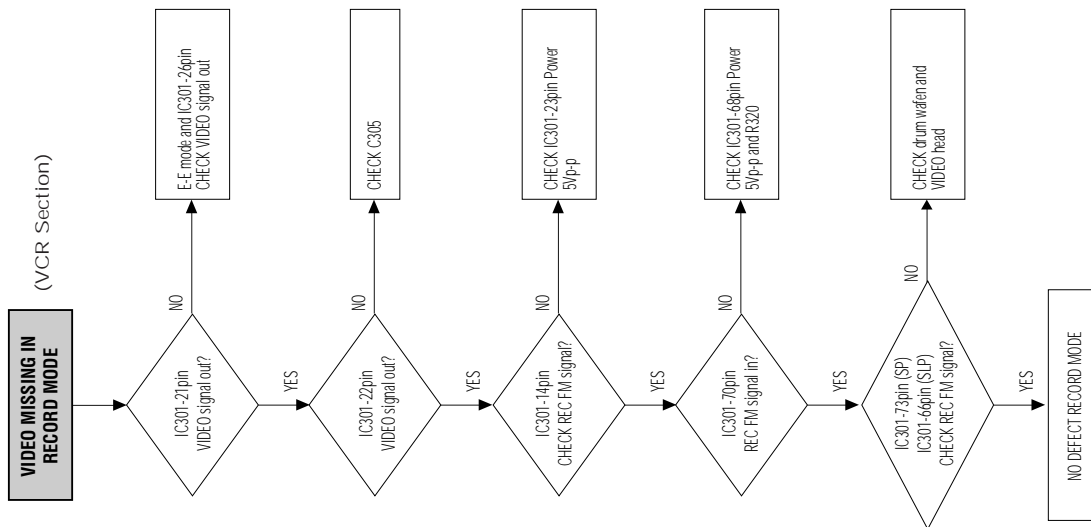 (VCR Section)
VIDEO MISSING IN
RECORD MODE
IC301-21pin
VIDEO signal out?
NO
E-E mode and IC301-26pin
CHECK VIDEO signal out
YES
IC301-22pin
VIDEO signal out?
NO
CHECK C305
YES
IC301-14pin
CHECK REC FM signal?
NO
CHECK IC301-23pin Power
5Vp-p
YES
IC301-70pin
REC FM signal in?
NO
CHECK IC301-68pin Power
5Vp-p and R320
YES
IC301-73pin (SP)
IC301-66pin (SLP)
CHECK REC FM signal?
NO
CHECK drum wafen and
VIDEO head
YES
NO DEFECT RECORD MODE